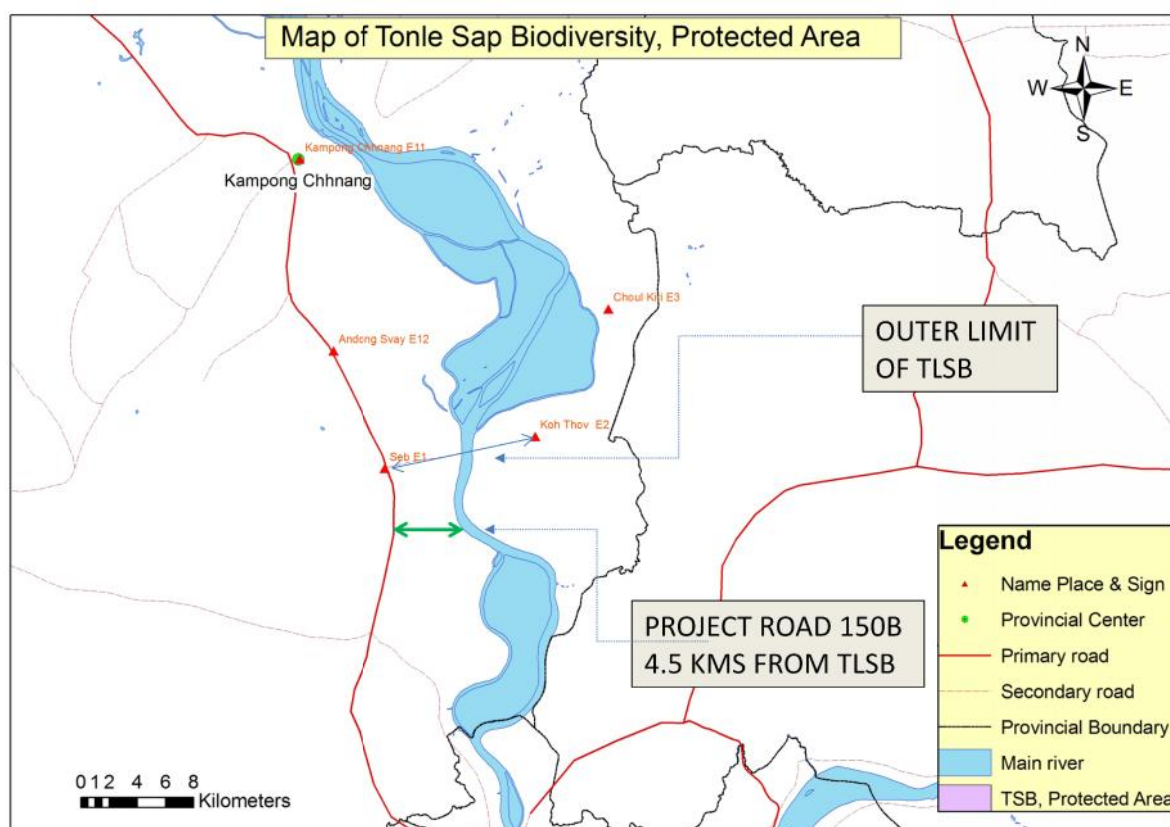 Map of Tonle Sap Biodiversity, Protected Area
N
W E
S
Kampong Chhnang E11
Kampong Chhnang
Choul Kiri E3
OUTER LIMIT
OF TLSB
Andong Svay E12
Koh Thov E2
Seb E1
PROJECT ROAD 150B
4.5 KMS FROM TLSB
Legend
Name Place & Sign
Provincial Center
Primary road
Secondary road
Provincial Boundary
Main river
TSB, Protected Area
0 1 2 4 6 8
Kilometers